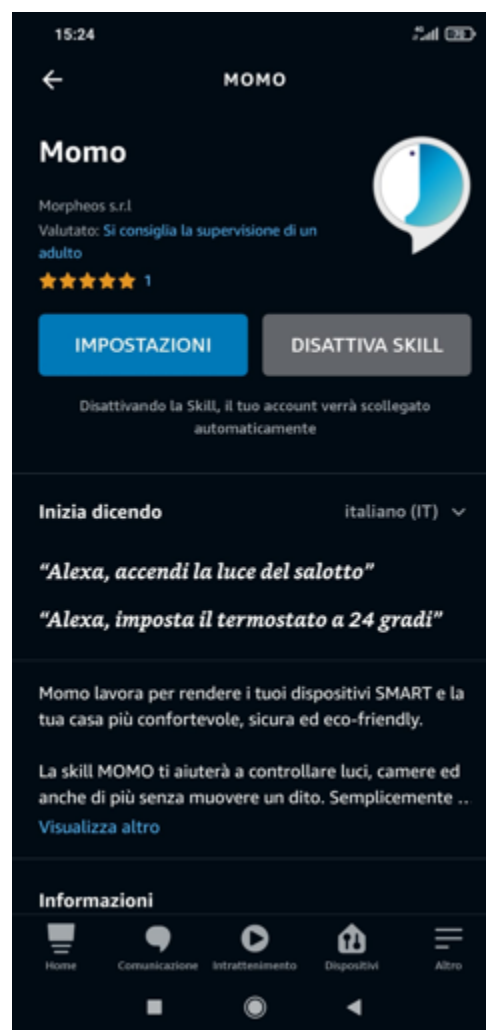 15:24
MOMO
Momo
Morpheos s.r.l
Valutato: Si consiglia la supervisione di un
adulto
1
IMPOSTAZIONI
DISATTIVA SKILL
Disattivando la Skill, il tuo account verrà scollegato
automaticamente
Inizia dicendo
italiano (IT)
“Alexa, accendi la luce del salotto”
“Alexa, imposta il termostato a 24 gradi”
Momo lavora per rendere i tuoi dispositivi SMART e la
tua casa più confortevole, sicura ed eco-friendly.
La skill MOMO ti aiuterà a controllare luci, camere ed
anche di più senza muovere un dito. Semplicemente ...
Visualizza altro
Informazioni
Home
Comunicazione
Intrattenimento
Dispositivi
Altro